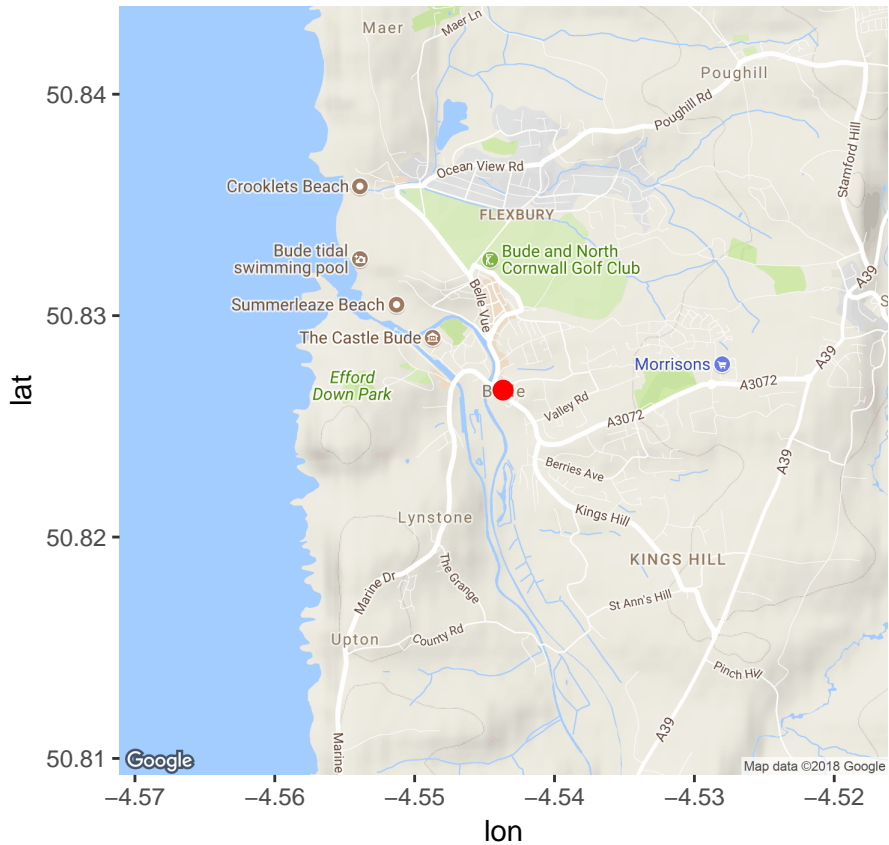 Maer
Maer Ln
Poughill
50.84
Poughill Rd
Stamford Hill
Ocean View Rd
Crooklets Beach
FLEXBURY
Bude tidal
swimming pool
Bude and North
Cornwall Golf Club
A39
Belle Vue
Summerleaze Beach
S
50.83
The Castle Bude
A39
Morrisons
Efford
Down Park
A3072
lat
Valley Rd
A3072
A39
Berries Ave
Lynstone
Kings Hill
50.82
KINGS HILL
The Grange
Marine Dr
St Ann's Hill
Upton
County Rd
Pinch Hill
A39
Marine
50.81
Google
Map data ©2018 Google
−4.57
−4.56
−4.55
−4.54
−4.53
−4.52
lon